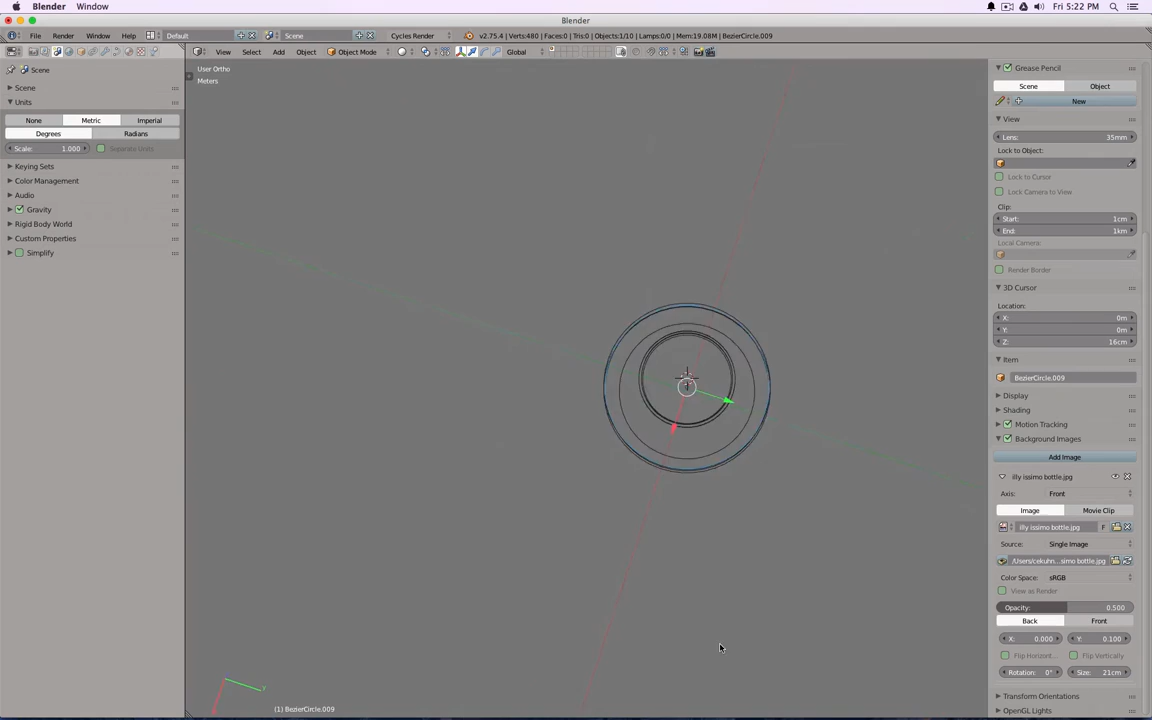 Blender Window Fri 5:22 PM
Blender
File Render Window Help Default Scene Cycles Render v2.75.4 | Verts:480 | Faces:0 | Tris:0 | Objects:1/10 | Lamps:0/0 | Mem:19.08M | BezierCircle.009
View Select Add Object Object Mode Global
Scene
Scene
Units
None Metric Imperial
Degrees Radians
Scale: 1.000 Separate Units
Keying Sets
Color Management
Audio
Gravity
Rigid Body World
Custom Properties
Simplify
User Ortho
Meters
(1) BezierCircle.009
Grease Pencil
Scene Object
New
View
Lens: 35mm
Lock to Object:
Lock to Cursor
Lock Camera to View
Clip:
Start: 1cm
End: 1km
Local Camera:
Render Border
3D Cursor
Location:
X: 0m
Y: 0m
Z: 16cm
Item
BezierCircle.009
Display
Shading
Motion Tracking
Background Images
Add Image
illy issimo bottle.jpg
Axis: Front
Image Movie Clip
illy issimo bottle.jpg F
Source: Single Image
/Users/cekuhn...simo bottle.jpg
Color Space: sRGB
View as Render
Opacity: 0.500
Back Front
X: 0.000 Y: 0.100
Flip Horizont... Flip Vertically
Rotation: 0° Size: 21cm
Transform Orientations
OpenGL Lights